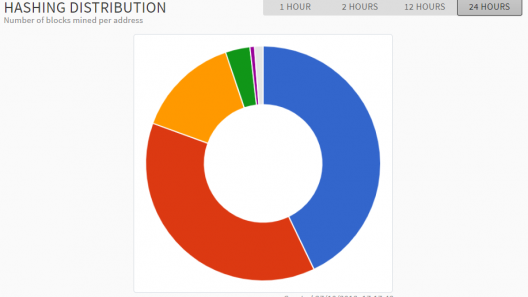 HASHING DISTRIBUTION
Number of blocks mined per address
1 HOUR
2 HOURS
12 HOURS
24 HOURS